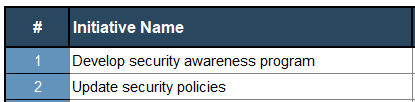 # Initiative Name
1 Develop security awareness program
2 Update security policies